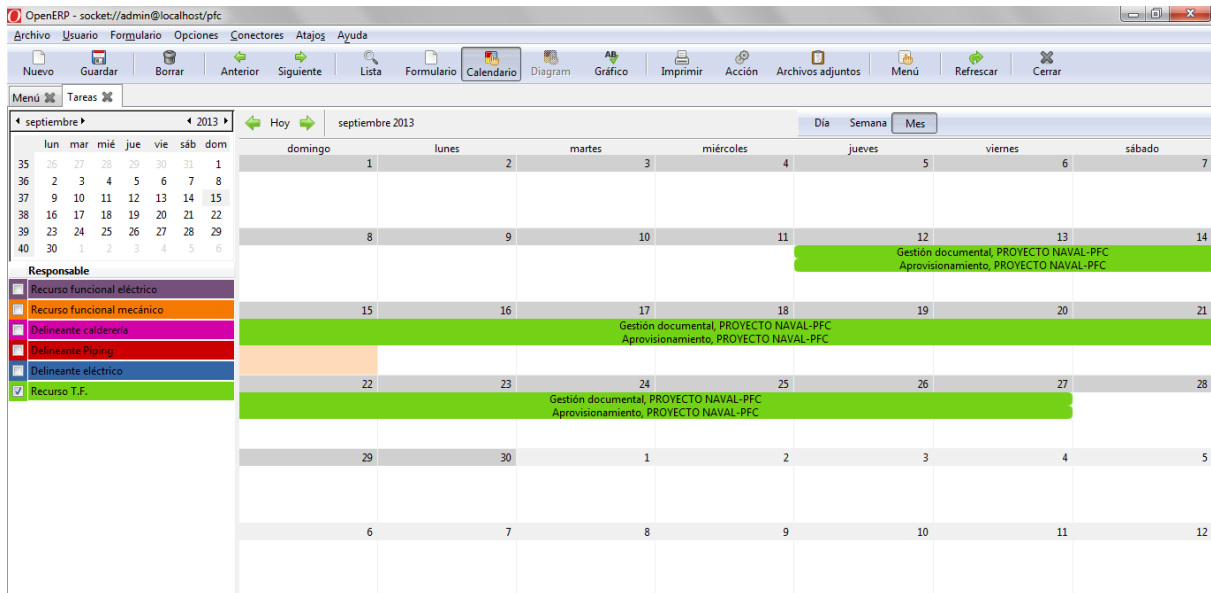 OpenERP - socket://admin@localhost/pfc
Archivo Usuario Formulario Opciones Conectores Atajos Ayuda
Nuevo Guardar Borrar Anterior Siguiente Lista Formulario Calendario Diagram Gráfico Imprimir Acción Archivos adjuntos Menú Refrescar Cerrar
Menú Tareas
septiembre 2013 Hoy septiembre 2013 Día Semana Mes
lun mar mié jue vie sáb dom
35 26 27 28 29 30 31 1
36 2 3 4 5 6 7 8
37 9 10 11 12 13 14 15
38 16 17 18 19 20 21 22
39 23 24 25 26 27 28 29
40 30 1 2 3 4 5 6
Responsable
Recurso funcional eléctrico
Recurso funcional mecánico
Delineante calderería
Delineante Piping
Delineante eléctrico
Recurso T.F.
domingo lunes martes miércoles jueves viernes sábado
1 2 3 4 5 6 7
8 9 10 11 12 13 14
Gestión documental, PROYECTO NAVAL-PFC
Aprovisionamiento, PROYECTO NAVAL-PFC
15 16 17 18 19 20 21
Gestión documental, PROYECTO NAVAL-PFC
Aprovisionamiento, PROYECTO NAVAL-PFC
22 23 24 25 26 27 28
Gestión documental, PROYECTO NAVAL-PFC
Aprovisionamiento, PROYECTO NAVAL-PFC
29 30 1 2 3 4 5
6 7 8 9 10 11 12